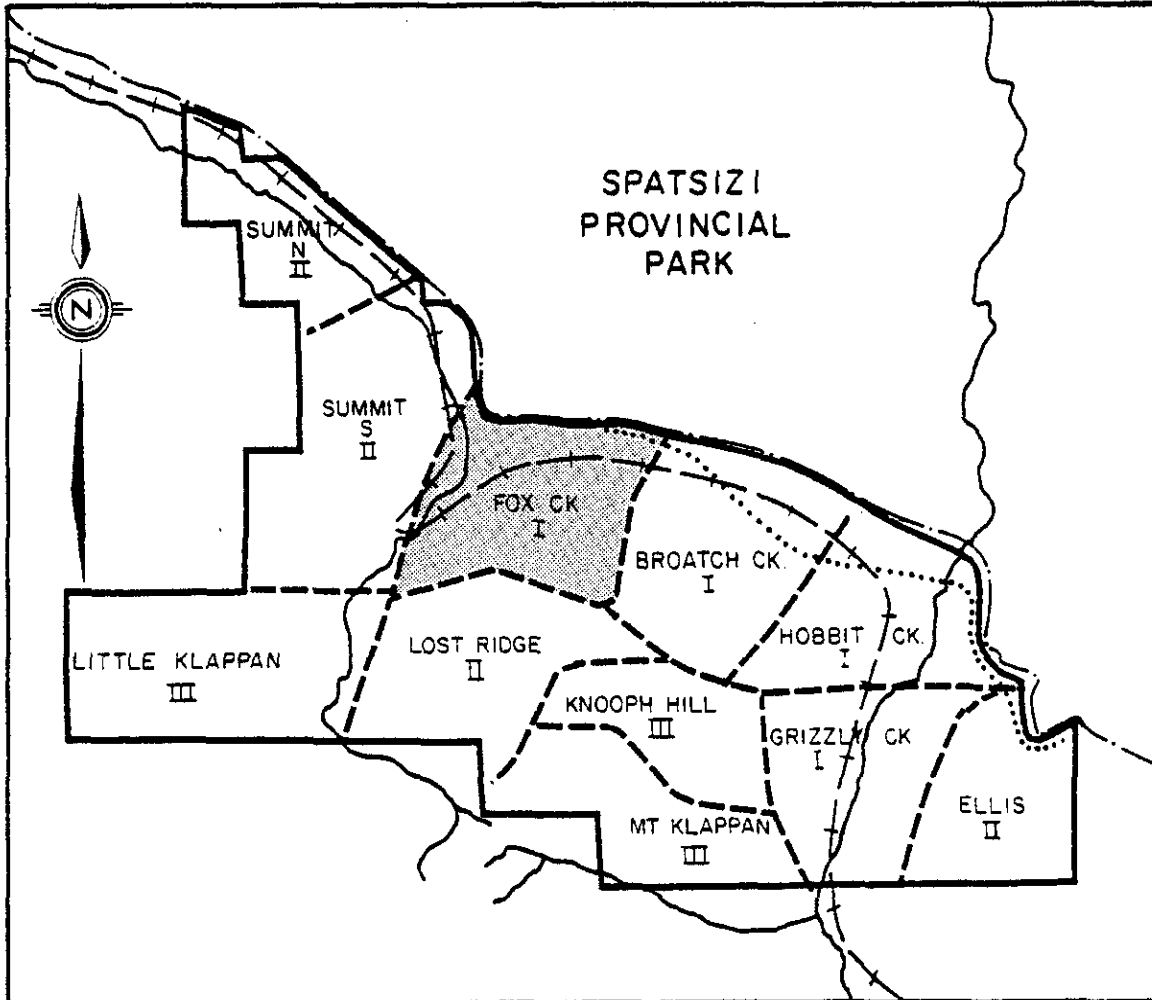 SPATSIZI
PROVINCIAL
PARK
SUMMIT
N
II
N
SUMMIT
S
II
FOX CK
I
BROATCH CK.
I
HOBBIT CK.
I
LOST RIDGE
II
LITTLE KLAPPAN
III
KNOOPH HILL
III
GRIZZLY CK
I
ELLIS
II
MT KLAPPAN
III